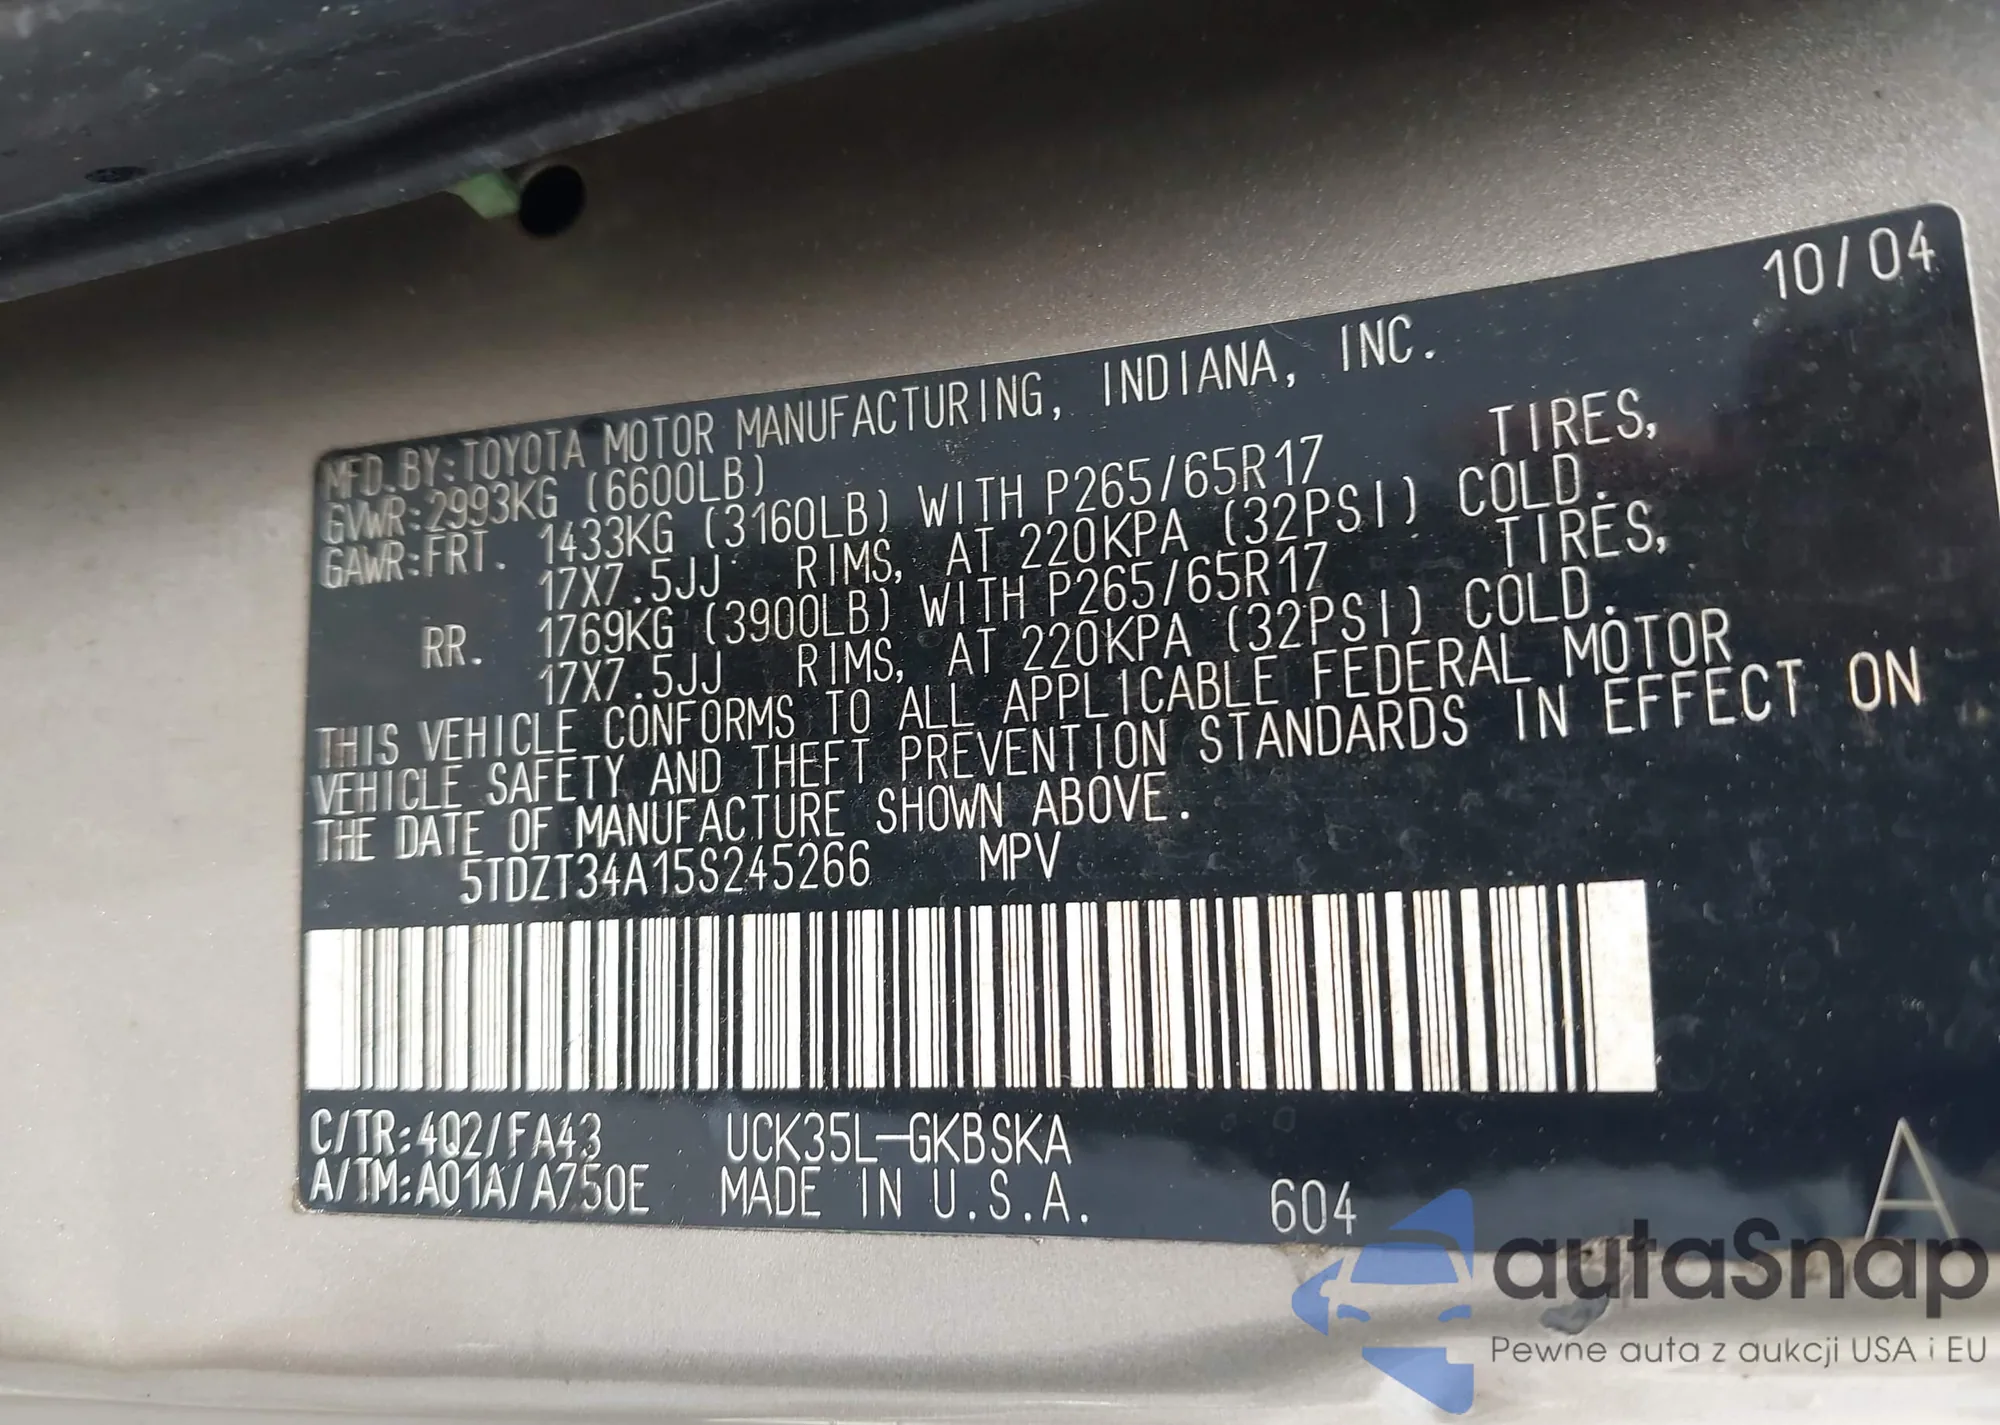 10/04
MFD.BY:TOYOTA MOTOR MANUFACTURING, INDIANA, INC.
GVWR:2993KG (6600LB)
GAWR:FRT. 1433KG (3160LB) WITH P265/65R17 TIRES,
17X7.5JJ RIMS, AT 220KPA (32PSI) COLD.
RR. 1769KG (3900LB) WITH P265/65R17 TIRES,
17X7.5JJ RIMS, AT 220KPA (32PSI) COLD.
THIS VEHICLE CONFORMS TO ALL APPLICABLE FEDERAL MOTOR
VEHICLE SAFETY AND THEFT PREVENTION STANDARDS IN EFFECT ON
THE DATE OF MANUFACTURE SHOWN ABOVE.
5TDZT34A15S245266 MPV
C/TR:4Q2/FA43 UCK35L-GKBSKA
A/TM:A01A/A750E MADE IN U.S.A. 604 A
autaSnap
Pewne auta z aukcji USA i EU